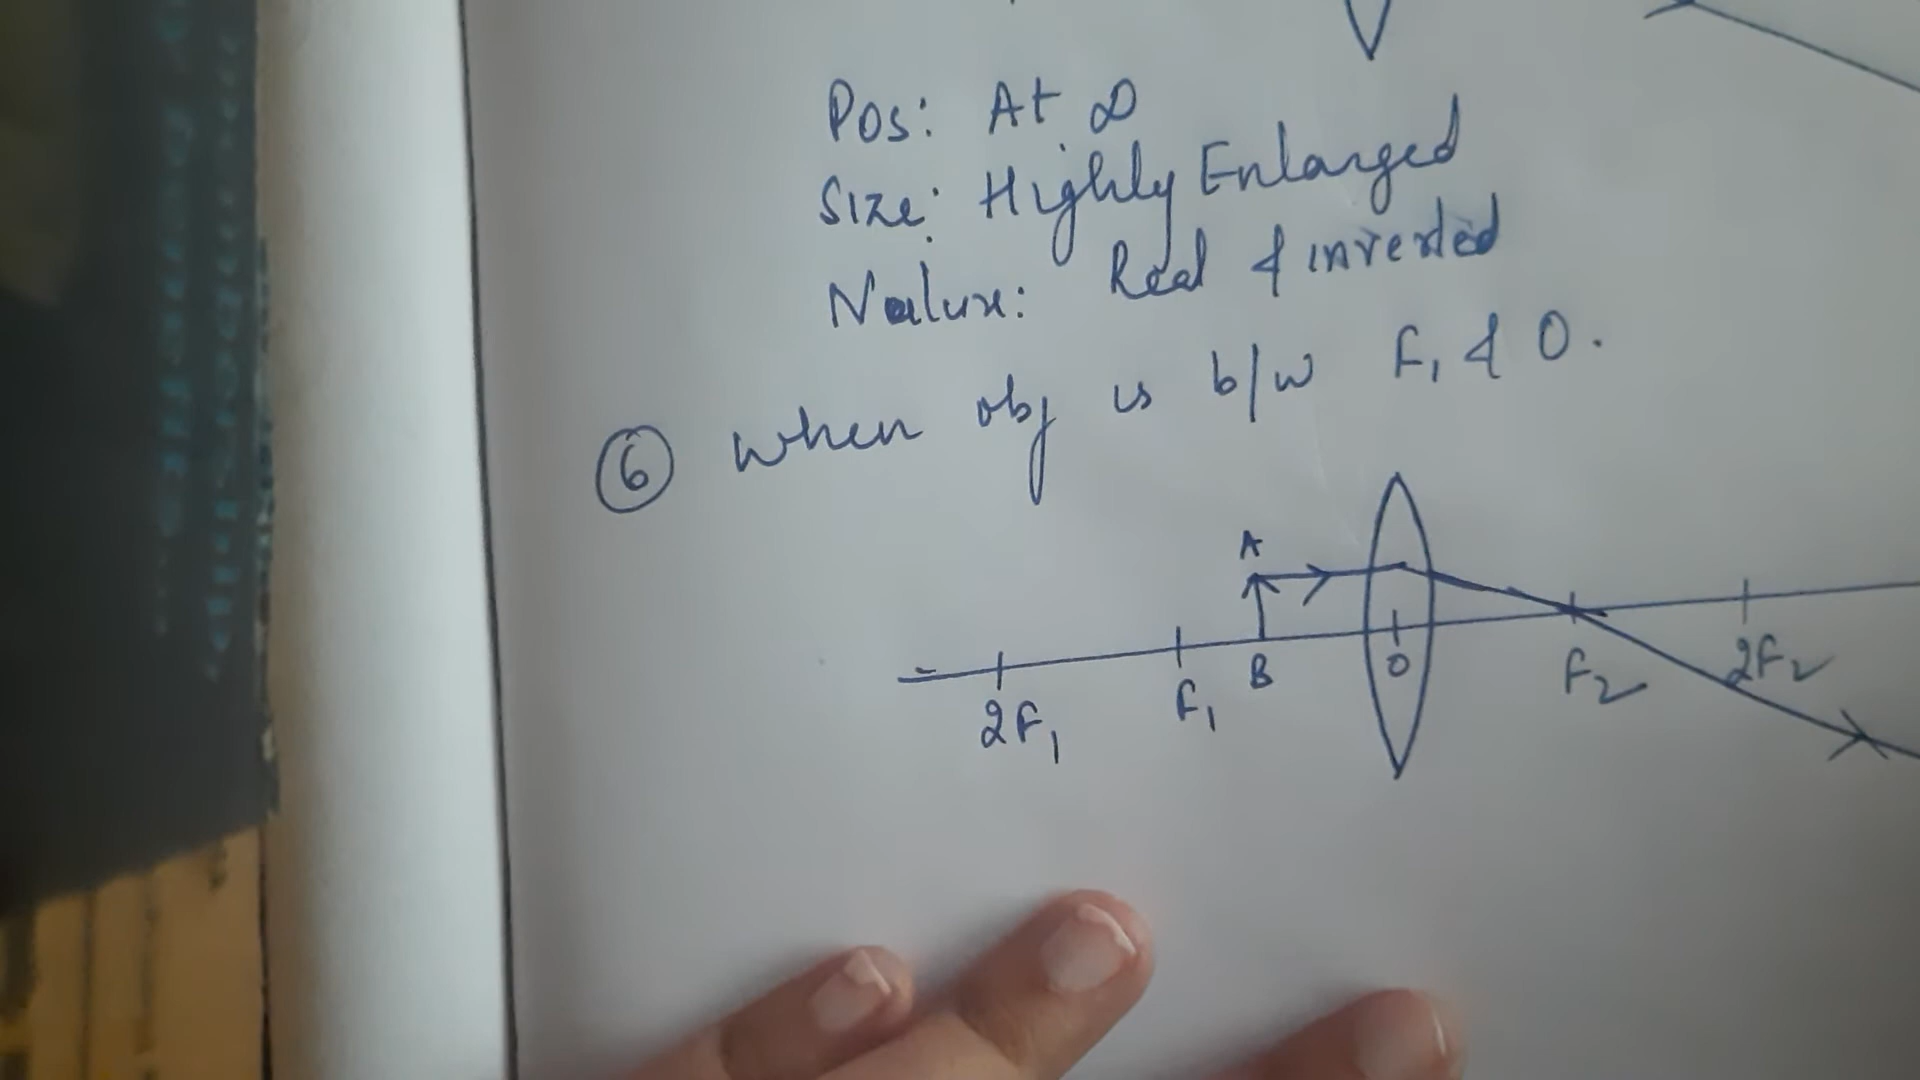 Pos: At ∞
Size: Highly Enlarged
Nature: Real & inverted
⑥ When obj is b/w F₁ & O.
A
2F₁ F₁ B O F₂ 2F₂